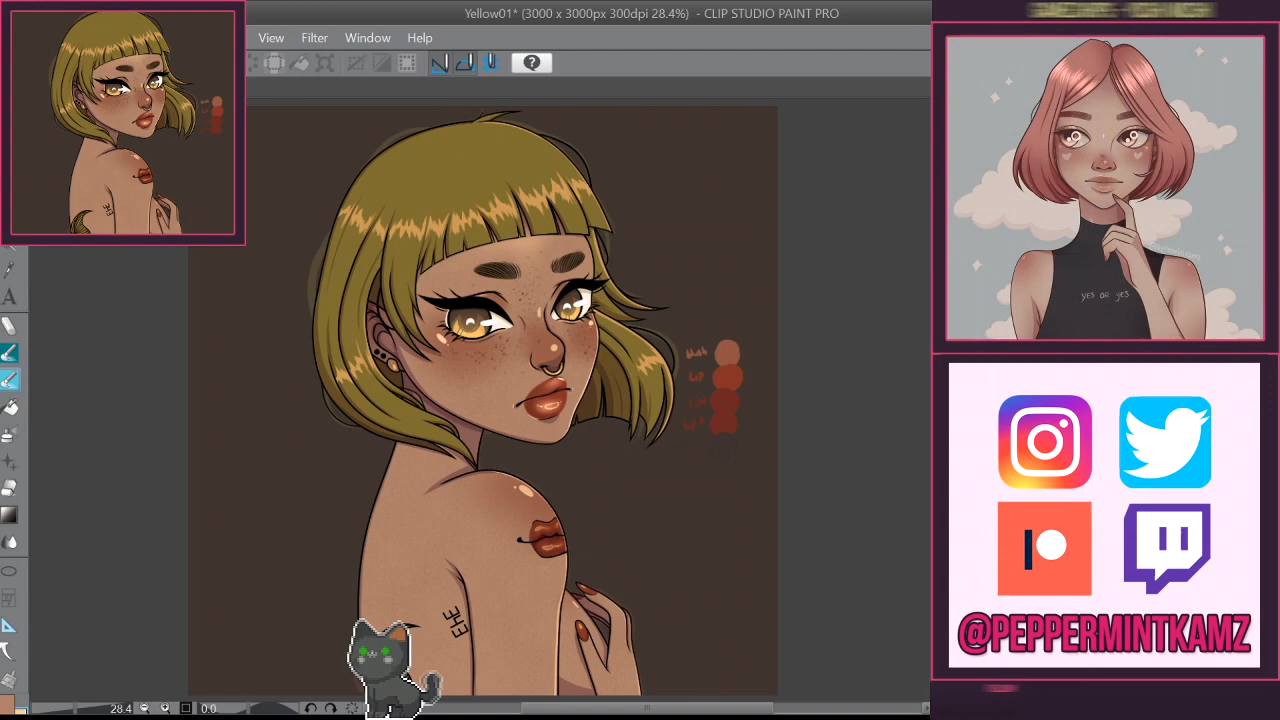 Yellow01* (3000 x 3000px 300dpi 28.4%) - CLIP STUDIO PAINT PRO
View Filter Window Help
A
YES OR YES
EHE
28.4
0.0
@PEPPERMINTKAMZ